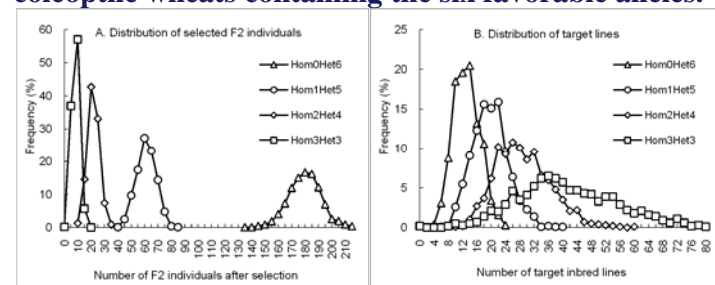 coleoptile wheats containing the six favorable alleles.
A. Distribution of selected F2 individuals
60
50
40
30
20
10
0
Frequency (%)
Hom0Het6
Hom1Het5
Hom2Het4
Hom3Het3
0 10 20 30 40 50 60 70 80 90 100 110 120 130 140 150 160 170 180 190 200 210
Number of F2 individuals after selection
B. Distribution of target lines
25
20
15
10
5
0
Frequency (%)
Hom0Het6
Hom1Het5
Hom2Het4
Hom3Het3
0 4 8 12 16 20 24 28 32 36 40 44 48 52 56 60 64 68 72 76 80
Number of target inbred lines